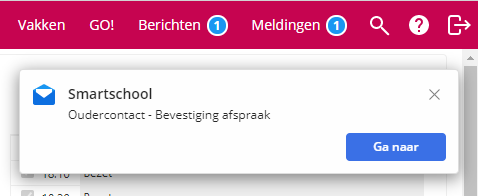 Vakken GO! Berichten 1 Meldingen 1 ?
Smartschool
Oudercontact - Bevestiging afspraak
Ga naar
18.10 Bezet